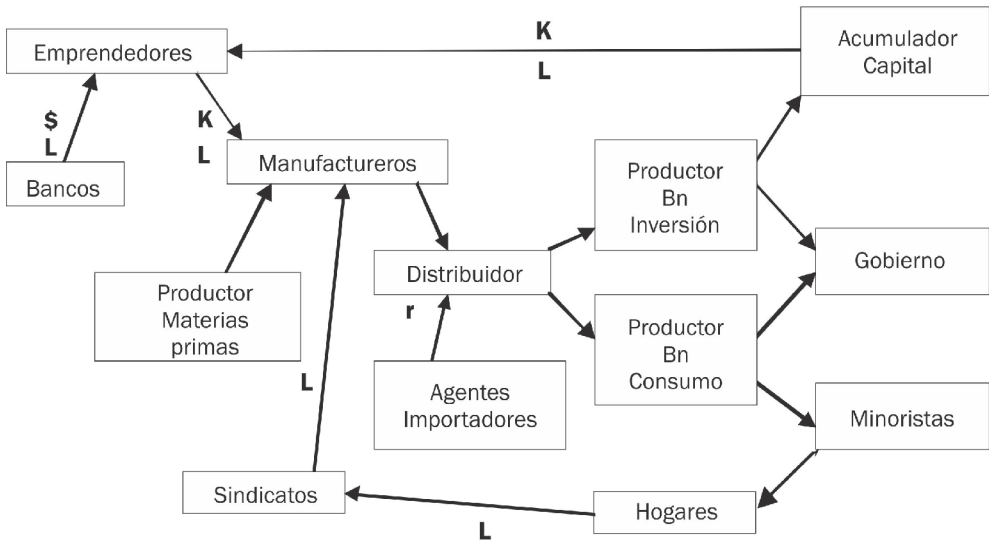 Emprendedores
K
L
Acumulador
Capital
$
L
K
L
Bancos
Manufactureros
Productor
Bn
Inversión
Productor
Materias
primas
Distribuidor
r
Gobierno
Productor
Bn
Consumo
L
Agentes
Importadores
Minoristas
Sindicatos
L
Hogares